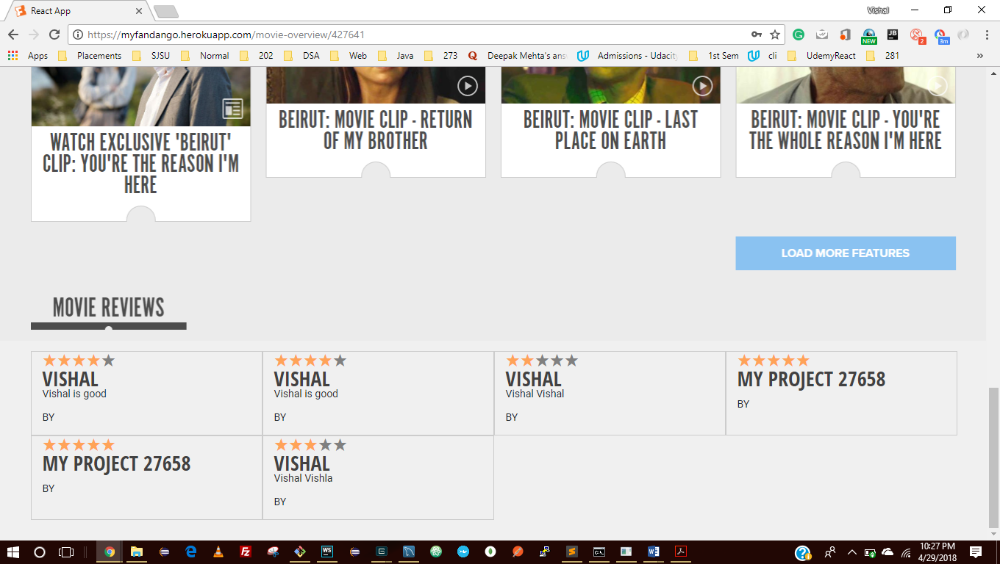 React App
Vishal
https://myfandango.herokuapp.com/movie-overview/427641
NEW
JB
2
3m
Apps Placements SJSU Normal 202 DSA Web Java 273 Deepak Mehta's ans Admissions - Udacity 1st Sem cli UdemyReact 281 »
WATCH EXCLUSIVE 'BEIRUT'
CLIP: YOU'RE THE REASON I'M
HERE
BEIRUT: MOVIE CLIP - RETURN
OF MY BROTHER
BEIRUT: MOVIE CLIP - LAST
PLACE ON EARTH
BEIRUT: MOVIE CLIP - YOU'RE
THE WHOLE REASON I'M HERE
LOAD MORE FEATURES
MOVIE REVIEWS
VISHAL
Vishal is good
BY
VISHAL
Vishal is good
BY
VISHAL
Vishal Vishal
BY
MY PROJECT 27658
BY
MY PROJECT 27658
BY
VISHAL
Vishal Vishla
BY
10:27 PM
4/29/2018